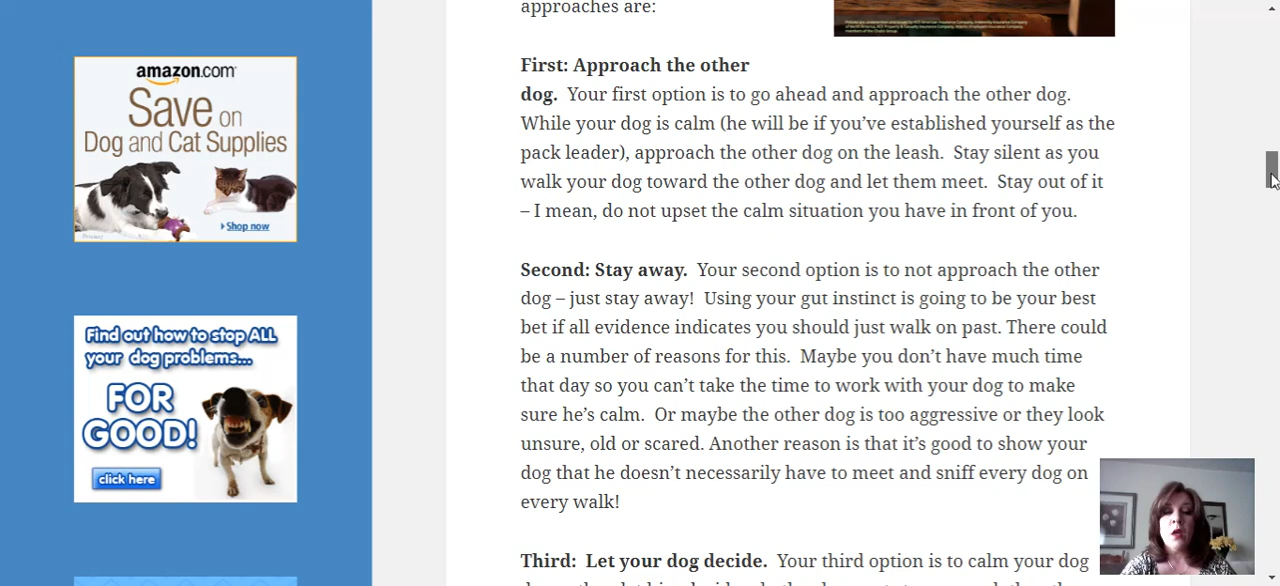 approaches are:
First: Approach the other
dog.  Your first option is to go ahead and approach the other dog.
While your dog is calm (he will be if you’ve established yourself as the
pack leader), approach the other dog on the leash.  Stay silent as you
walk your dog toward the other dog and let them meet.  Stay out of it
– I mean, do not upset the calm situation you have in front of you.
Second: Stay away.  Your second option is to not approach the other
dog – just stay away!  Using your gut instinct is going to be your best
bet if all evidence indicates you should just walk on past. There could
be a number of reasons for this.  Maybe you don’t have much time
that day so you can’t take the time to work with your dog to make
sure he’s calm.  Or maybe the other dog is too aggressive or they look
unsure, old or scared. Another reason is that it’s good to show your
dog that he doesn’t necessarily have to meet and sniff every dog on
every walk!
Third:  Let your dog decide.  Your third option is to calm your dog
amazon.com
Save on
Dog and Cat Supplies
Shop now
Privacy
Find out how to stop ALL
your dog problems...
FOR
GOOD!
click here